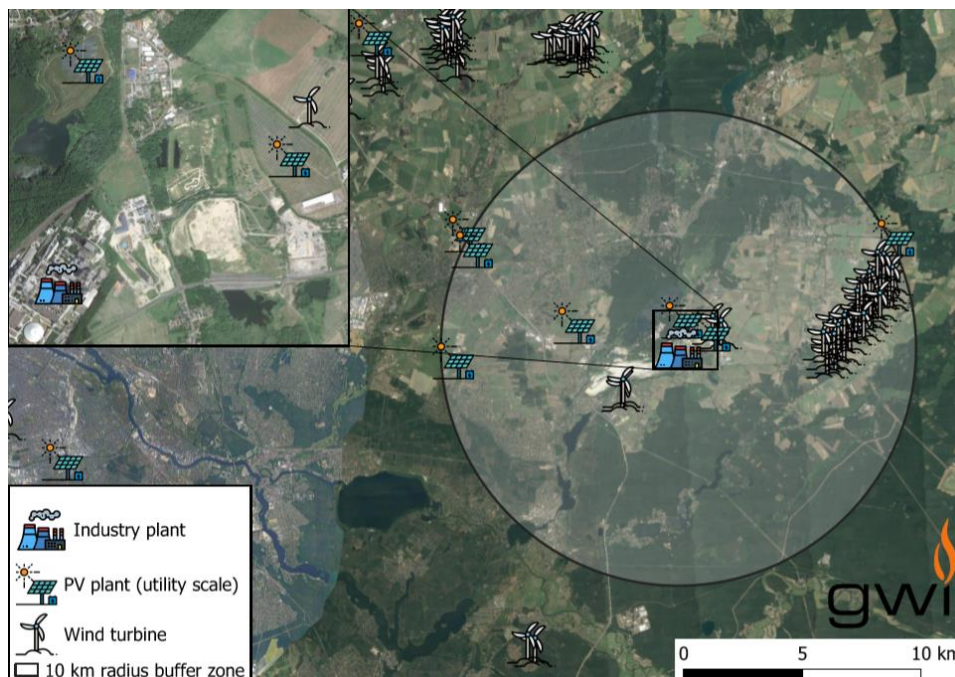 Industry plant
PV plant (utility scale)
Wind turbine
10 km radius buffer zone
gwi
0 5 10 km